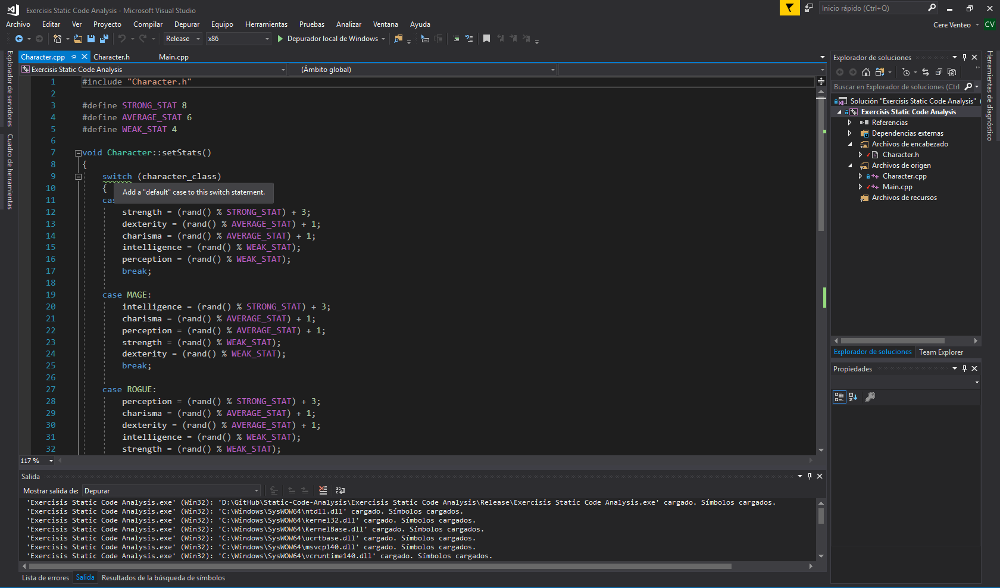 Exercisis Static Code Analysis - Microsoft Visual Studio
Inicio rápido (Ctrl+Q)
Archivo Editar Ver Proyecto Compilar Depurar Equipo Herramientas Pruebas Analizar Ventana Ayuda
Cere Venteo CV
Release x86 Depurador local de Windows
Explorador de servidores
Cuadro de herramientas
Character.cpp Character.h Main.cpp
Exercisis Static Code Analysis (Ámbito global)
1 #include "Character.h"
2
3 #define STRONG_STAT 8
4 #define AVERAGE_STAT 6
5 #define WEAK_STAT 4
6
7 void Character::setStats()
8 {
9 switch (character_class)
10 {
Add a "default" case to this switch statement.
11
12 strength = (rand() % STRONG_STAT) + 3;
13 dexterity = (rand() % AVERAGE_STAT) + 1;
14 charisma = (rand() % AVERAGE_STAT) + 1;
15 intelligence = (rand() % WEAK_STAT);
16 perception = (rand() % WEAK_STAT);
17 break;
18
19 case MAGE:
20 intelligence = (rand() % STRONG_STAT) + 3;
21 charisma = (rand() % AVERAGE_STAT) + 1;
22 perception = (rand() % AVERAGE_STAT) + 1;
23 strength = (rand() % WEAK_STAT);
24 dexterity = (rand() % WEAK_STAT);
25 break;
26
27 case ROGUE:
28 perception = (rand() % STRONG_STAT) + 3;
29 charisma = (rand() % AVERAGE_STAT) + 1;
30 dexterity = (rand() % AVERAGE_STAT) + 1;
31 intelligence = (rand() % WEAK_STAT);
32 strength = (rand() % WEAK_STAT);
117 %
Salida
Mostrar salida de: Depurar
'Exercisis Static Code Analysis.exe' (Win32): 'D:\GitHub\Static-Code-Analysis\Exercisis Static Code Analysis\Release\Exercisis Static Code Analysis.exe' cargado. Símbolos cargados.
'Exercisis Static Code Analysis.exe' (Win32): 'C:\Windows\SysWOW64\ntdll.dll' cargado. Símbolos cargados.
'Exercisis Static Code Analysis.exe' (Win32): 'C:\Windows\SysWOW64\kernel32.dll' cargado. Símbolos cargados.
'Exercisis Static Code Analysis.exe' (Win32): 'C:\Windows\SysWOW64\KernelBase.dll' cargado. Símbolos cargados.
'Exercisis Static Code Analysis.exe' (Win32): 'C:\Windows\SysWOW64\ucrtbase.dll' cargado. Símbolos cargados.
'Exercisis Static Code Analysis.exe' (Win32): 'C:\Windows\SysWOW64\msvcp140.dll' cargado. Símbolos cargados.
'Exercisis Static Code Analysis.exe' (Win32): 'C:\Windows\SysWOW64\vcruntime140.dll' cargado. Símbolos cargados.
Lista de errores Salida Resultados de la búsqueda de símbolos
Explorador de soluciones
Buscar en Explorador de soluciones (Ctrl
Solución "Exercisis Static Code Analysis" (
Exercisis Static Code Analysis
Referencias
Dependencias externas
Archivos de encabezado
Character.h
Archivos de origen
Character.cpp
Main.cpp
Archivos de recursos
Explorador de soluciones Team Explorer
Propiedades
Herramientas de diagnóstico